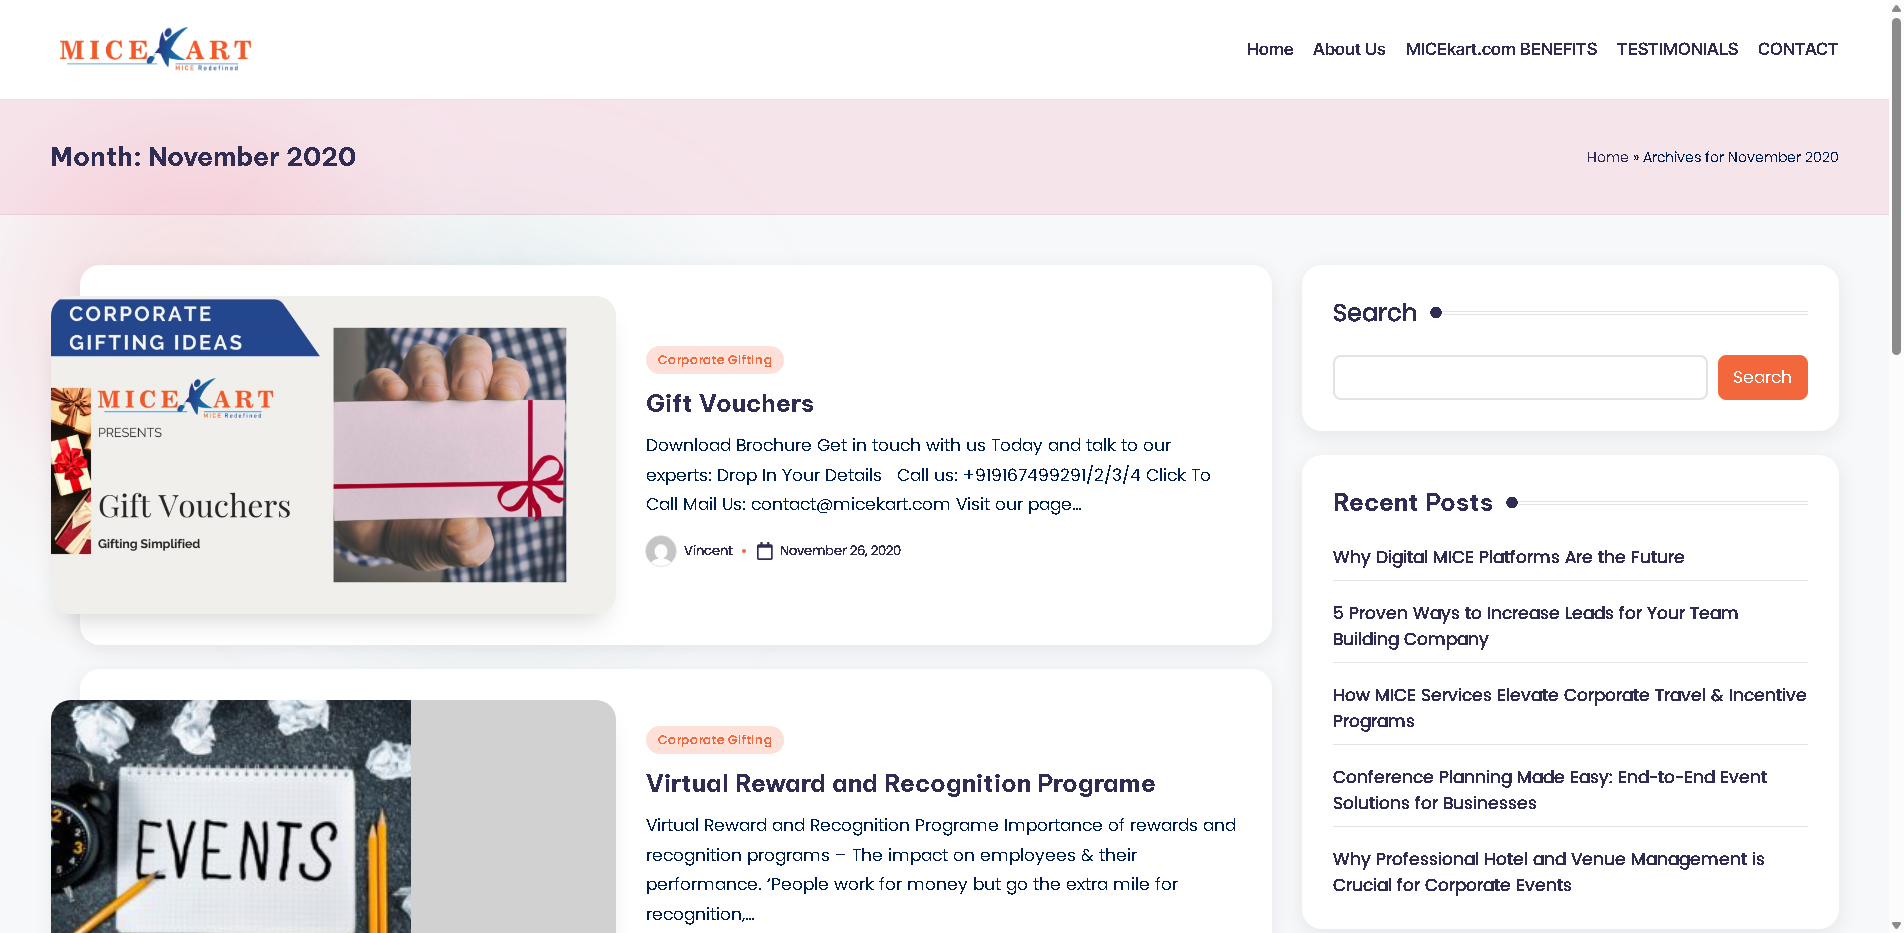 MICEKART
MICE Redefined
Home About Us MICEkart.com BENEFITS TESTIMONIALS CONTACT
Month: November 2020
Home » Archives for November 2020
CORPORATE
GIFTING IDEAS
MICEKART
MICE Redefined
PRESENTS
Gift Vouchers
Gifting Simplified
Corporate Gifting
Gift Vouchers
Download Brochure Get in touch with us Today and talk to our
experts: Drop In Your Details Call us: +919167499291/2/3/4 Click To
Call Mail Us: contact@micekart.com Visit our page…
Vincent • November 26, 2020
EVENTS
2
3
4
Corporate Gifting
Virtual Reward and Recognition Programe
Virtual Reward and Recognition Programe Importance of rewards and
recognition programs – The impact on employees & their
performance. ‘People work for money but go the extra mile for
recognition,…
Search
Search
Recent Posts
Why Digital MICE Platforms Are the Future
5 Proven Ways to Increase Leads for Your Team
Building Company
How MICE Services Elevate Corporate Travel & Incentive
Programs
Conference Planning Made Easy: End-to-End Event
Solutions for Businesses
Why Professional Hotel and Venue Management is
Crucial for Corporate Events